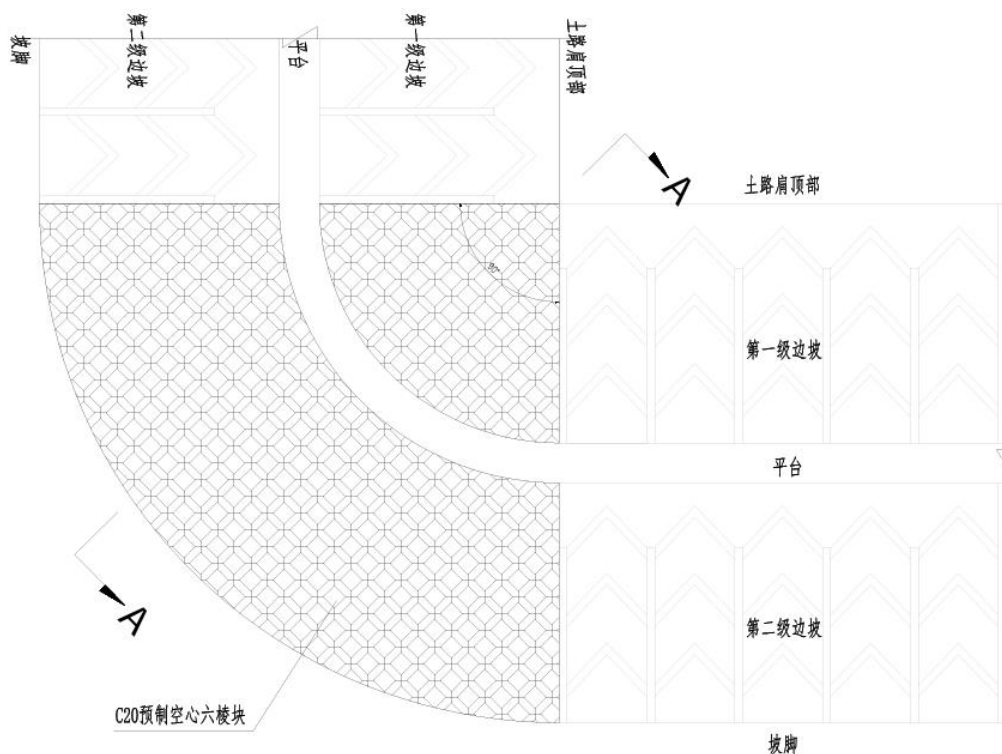 坡脚
第二级边坡
平台
第一级边坡
土路肩顶部
A
土路肩顶部
90°
第一级边坡
平台
A
第二级边坡
C20预制空心六棱块
坡脚